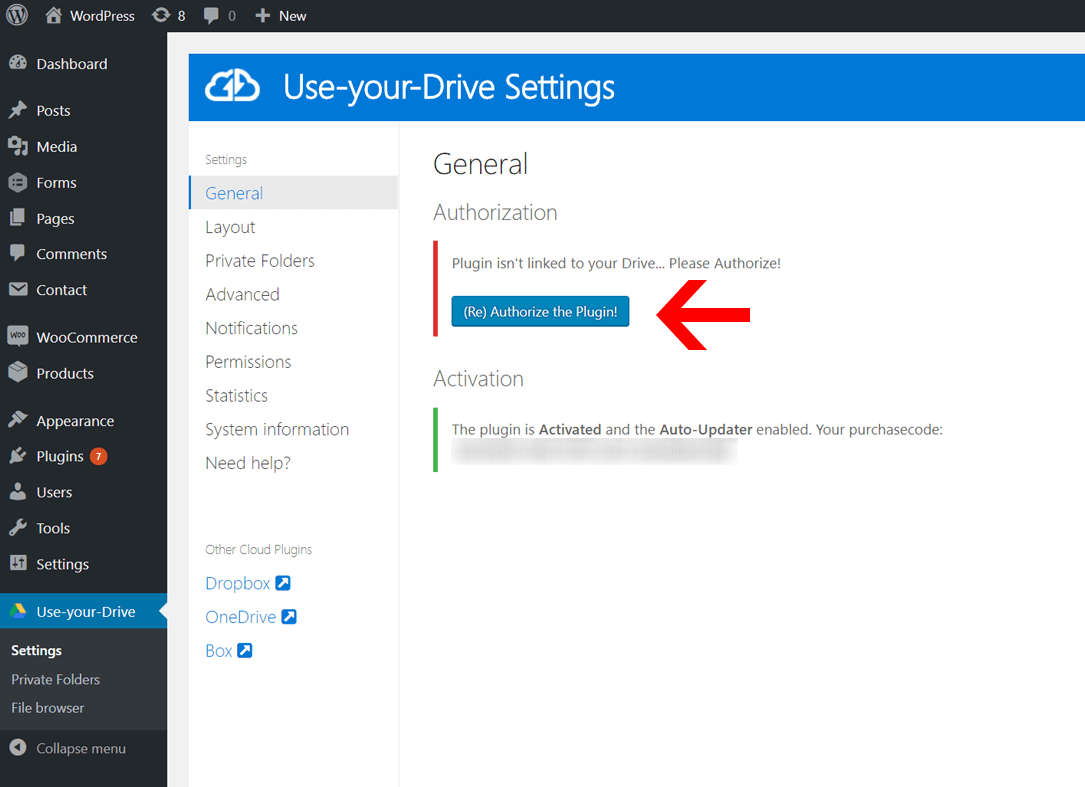 WordPress 8 0 New
Dashboard
Posts
Media
Forms
Pages
Comments
Contact
WooCommerce
Products
Appearance
Plugins 7
Users
Tools
Settings
Use-your-Drive
Settings
Private Folders
File browser
Collapse menu
Use-your-Drive Settings
Settings
General
Layout
Private Folders
Advanced
Notifications
Permissions
Statistics
System information
Need help?
Other Cloud Plugins
Dropbox
OneDrive
Box
General
Authorization
Plugin isn't linked to your Drive... Please Authorize!
(Re) Authorize the Plugin!
Activation
The plugin is Activated and the Auto-Updater enabled. Your purchasecode: